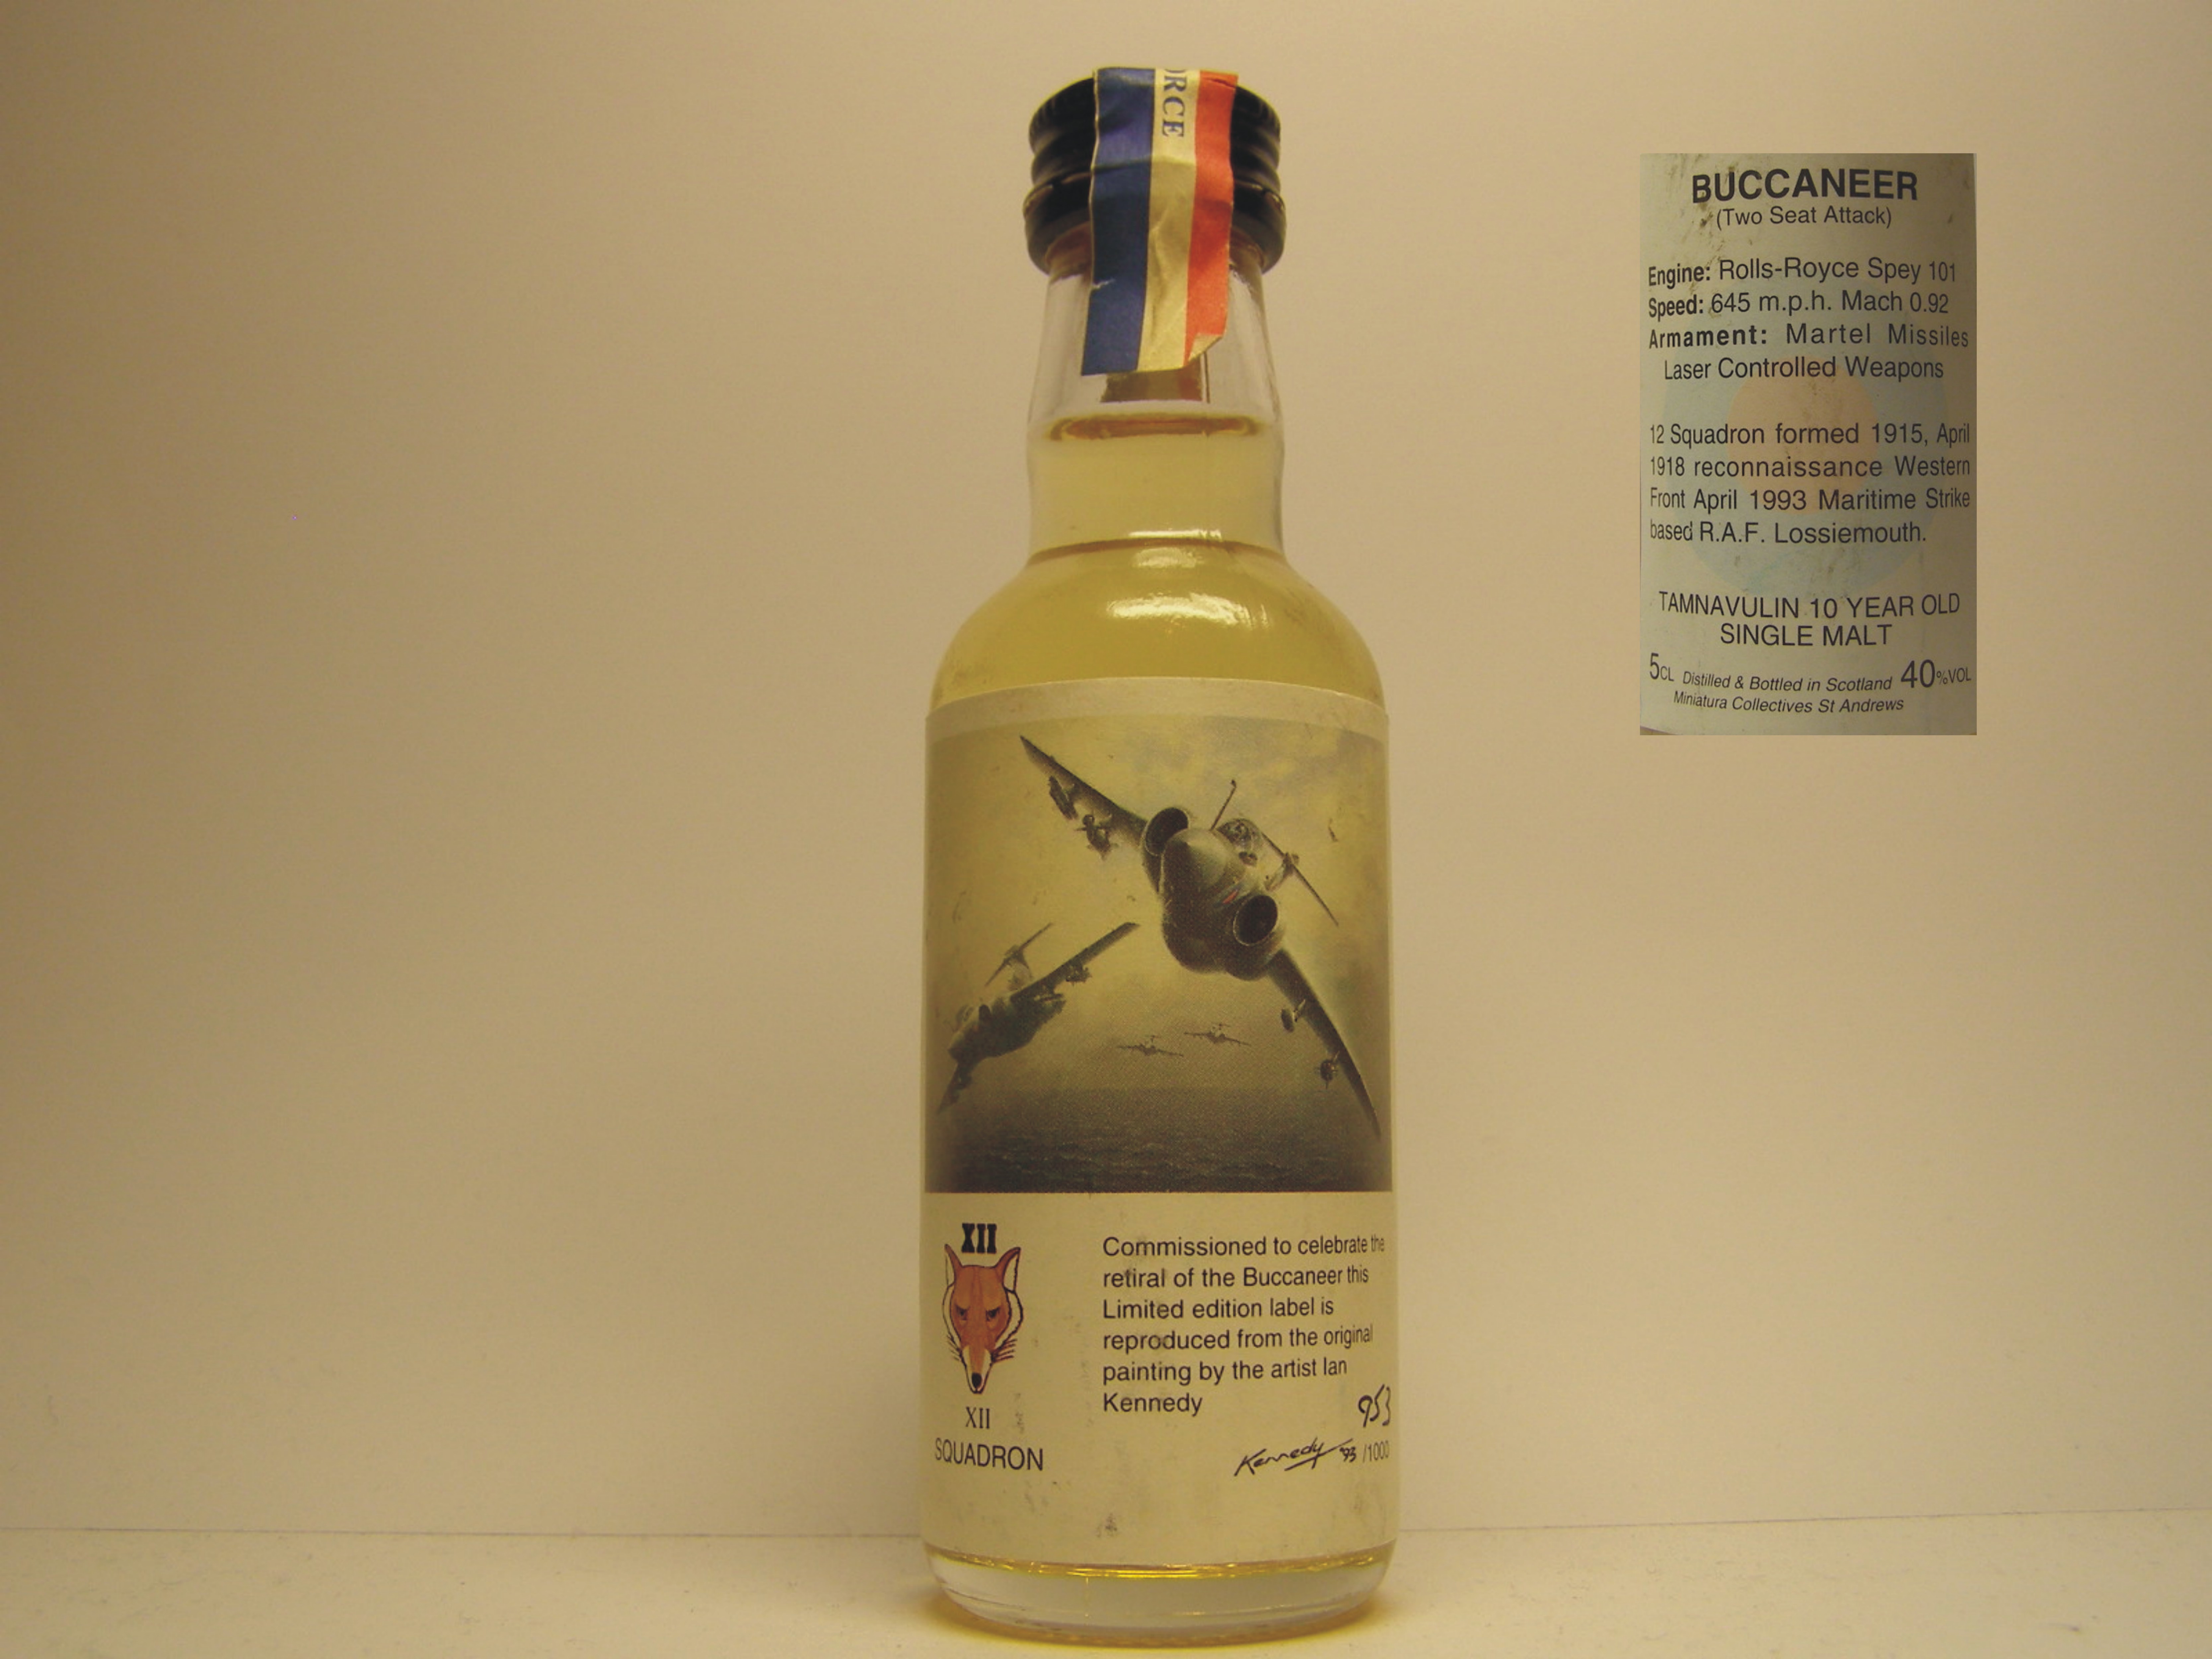 ORCE
XII
XII
SQUADRON
Commissioned to celebrate the
retiral of the Buccaneer this
Limited edition label is
reproduced from the original
painting by the artist Ian
Kennedy
953
Kennedy '93 /1000
BUCCANEER
(Two Seat Attack)
Engine: Rolls-Royce Spey 101
Speed: 645 m.p.h. Mach 0.92
Armament: Martel Missiles
Laser Controlled Weapons
12 Squadron formed 1915, April
1918 reconnaissance Western
Front April 1993 Maritime Strike
based R.A.F. Lossiemouth.
TAMNAVULIN 10 YEAR OLD
SINGLE MALT
5CL Distilled & Bottled in Scotland 40%VOL
Miniatura Collectives St Andrews